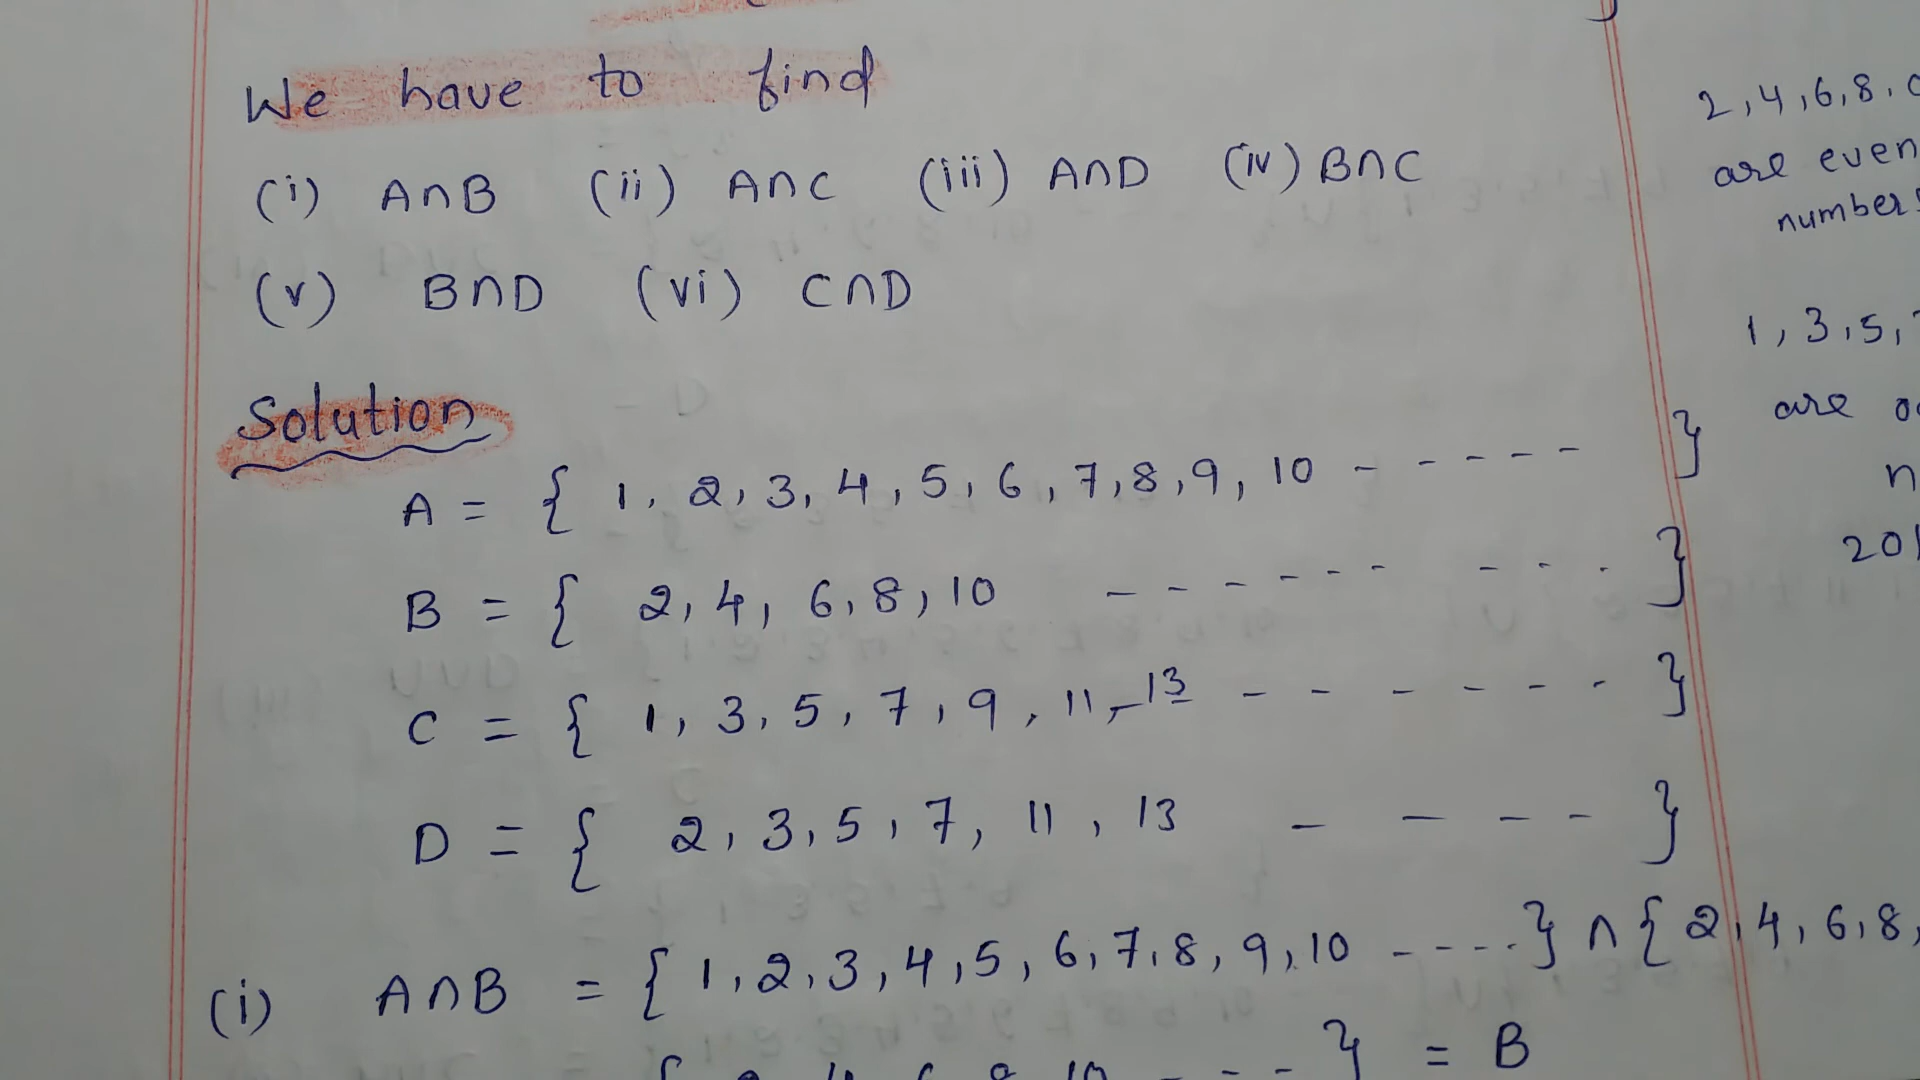 We have to find
(i) A∩B (ii) A∩C (iii) A∩D (iv) B∩C
(v) B∩D (vi) C∩D
Solution
A = { 1, 2, 3, 4, 5, 6, 7, 8, 9, 10 - - - - - }
B = { 2, 4, 6, 8, 10 - - - - - - - - - }
C = { 1, 3, 5, 7, 9, 11, 13 - - - - - - }
D = { 2, 3, 5, 7, 11, 13 - - - - }
(i) A∩B = { 1, 2, 3, 4, 5, 6, 7, 8, 9, 10 - - - - } ∩ { 2, 4, 6, 8,
- - - } = B
2, 4, 6, 8,
are even
numbers
1, 3, 5,
are